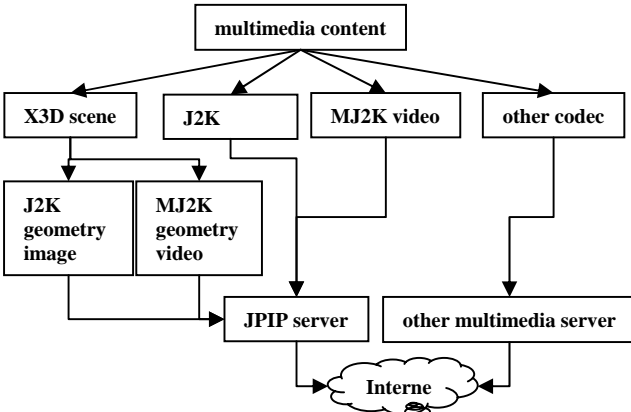 multimedia content
X3D scene
J2K
MJ2K video
other codec
J2K
geometry
image
MJ2K
geometry
video
JPIP server
other multimedia server
Interne